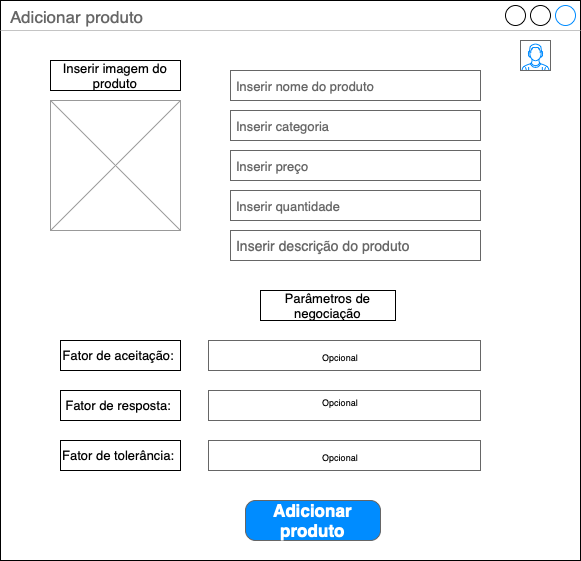 Adicionar produto
Inserir imagem do
produto
Inserir nome do produto
Inserir categoria
Inserir preço
Inserir quantidade
Inserir descrição do produto
Parâmetros de
negociação
Fator de aceitação:
Opcional
Fator de resposta:
Opcional
Fator de tolerância:
Opcional
Adicionar
produto